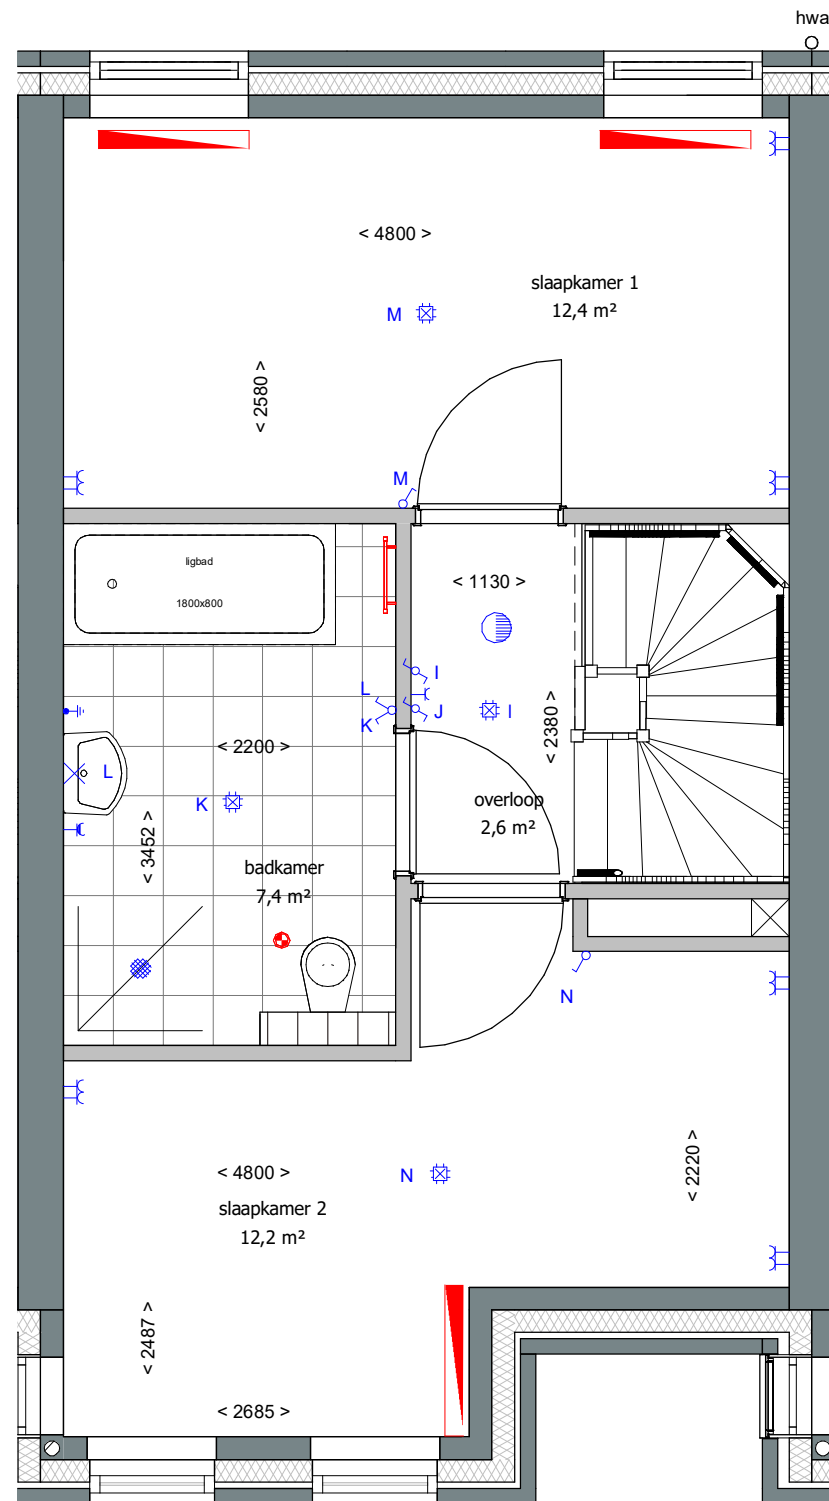 hwa
< 4800 >
slaapkamer 1
12,4 m²
M
< 2580 >
M
ligbad
1800x800
< 1130 >
I
L
J
I
K
< 2380 >
< 2200 >
L
K
overloop
2,6 m²
< 3452 >
badkamer
7,4 m²
N
< 4800 >
N
< 2220 >
slaapkamer 2
12,2 m²
< 2487 >
< 2685 >